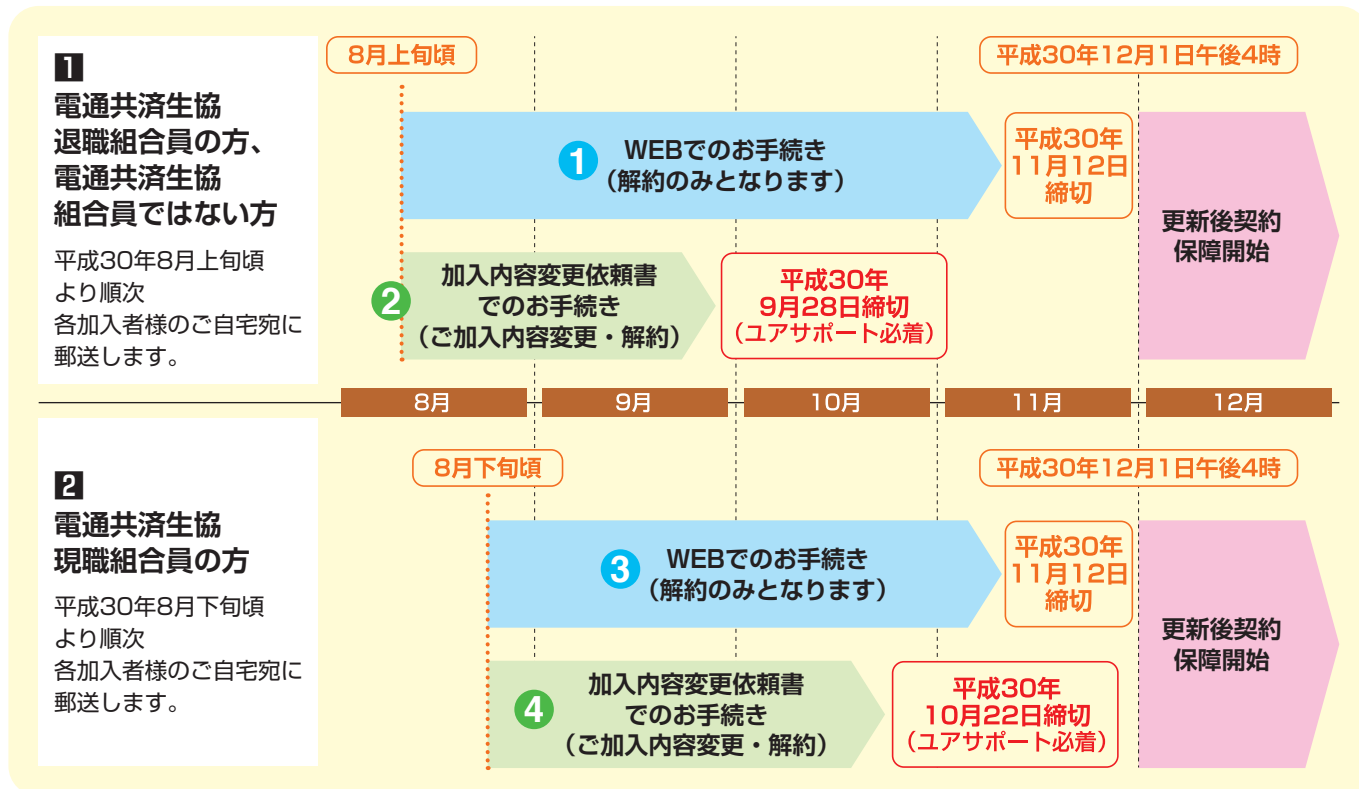 1
電通共済生協
退職組合員の方、
電通共済生協
組合員ではない方
平成30年8月上旬頃
より順次
各加入者様のご自宅宛に
郵送します。
8月上旬頃
平成30年12月1日午後4時
1
WEBでのお手続き
（解約のみとなります）
平成30年
11月12日
締切
更新後契約
保障開始
2
加入内容変更依頼書
でのお手続き
（ご加入内容変更・解約）
平成30年
9月28日締切
（ユアサポート必着）
8月
9月
10月
11月
12月
2
電通共済生協
現職組合員の方
平成30年8月下旬頃
より順次
各加入者様のご自宅宛に
郵送します。
8月下旬頃
平成30年12月1日午後4時
3
WEBでのお手続き
（解約のみとなります）
平成30年
11月12日
締切
更新後契約
保障開始
4
加入内容変更依頼書
でのお手続き
（ご加入内容変更・解約）
平成30年
10月22日締切
（ユアサポート必着）